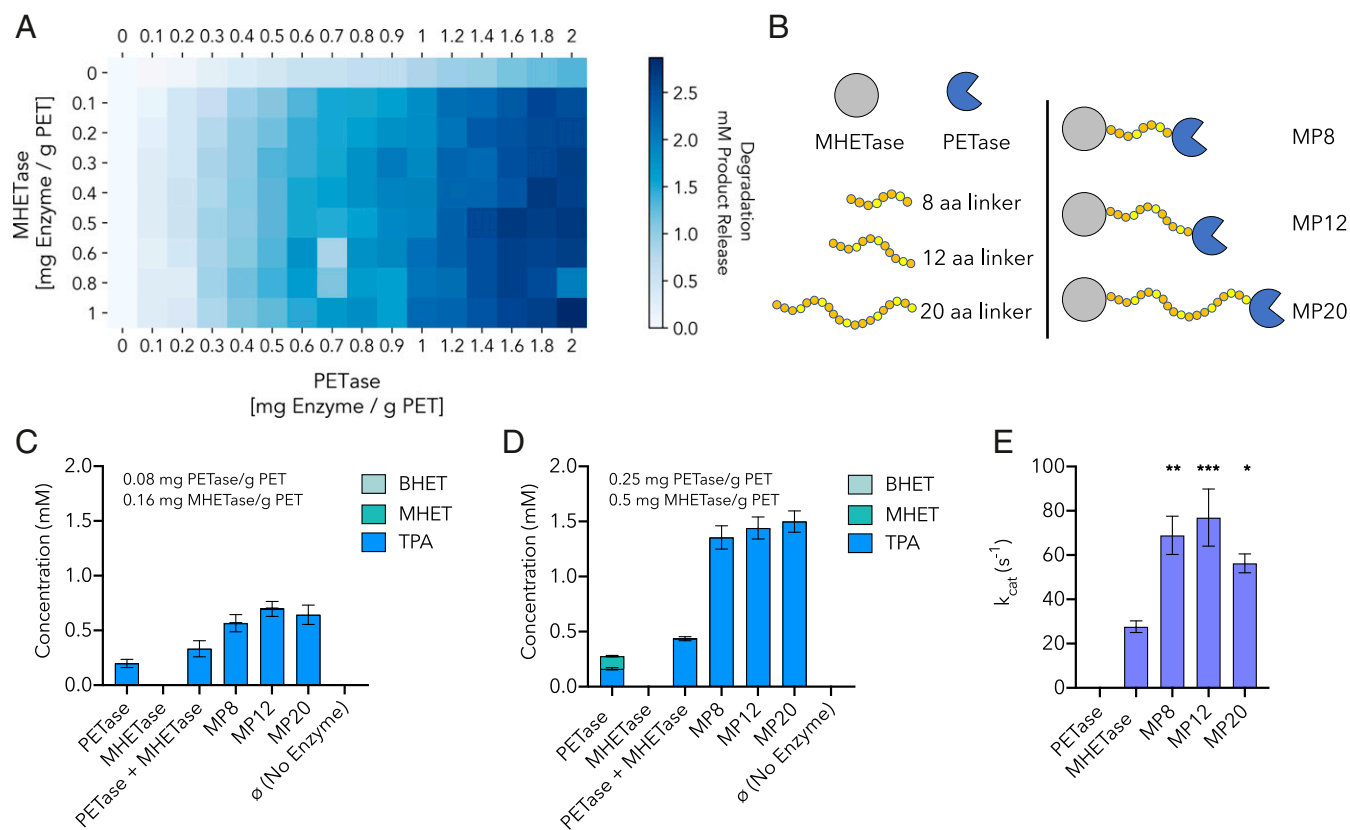 A
0 0.1 0.2 0.3 0.4 0.5 0.6 0.7 0.8 0.9 1 1.2 1.4 1.6 1.8 2
MHETase
[mg Enzyme / g PET]
0
0.1
0.2
0.3
0.4
0.5
0.6
0.8
1
0 0.1 0.2 0.3 0.4 0.5 0.6 0.7 0.8 0.9 1 1.2 1.4 1.6 1.8 2
PETase
[mg Enzyme / g PET]
2.5
2.0
1.5
1.0
0.5
0.0
Degradation
mM Product Release
B
MHETase
PETase
8 aa linker
12 aa linker
20 aa linker
MP8
MP12
MP20
C
Concentration (mM)
2.0
1.5
1.0
0.5
0.0
0.08 mg PETase/g PET
0.16 mg MHETase/g PET
BHET
MHET
TPA
PETase
MHETase
PETase + MHETase
MP8
MP12
MP20
ø (No Enzyme)
D
Concentration (mM)
2.0
1.5
1.0
0.5
0.0
0.25 mg PETase/g PET
0.5 mg MHETase/g PET
BHET
MHET
TPA
PETase
MHETase
PETase + MHETase
MP8
MP12
MP20
ø (No Enzyme)
E
kcat (s-1)
100
80
60
40
20
0
**
***
*
PETase
MHETase
MP8
MP12
MP20